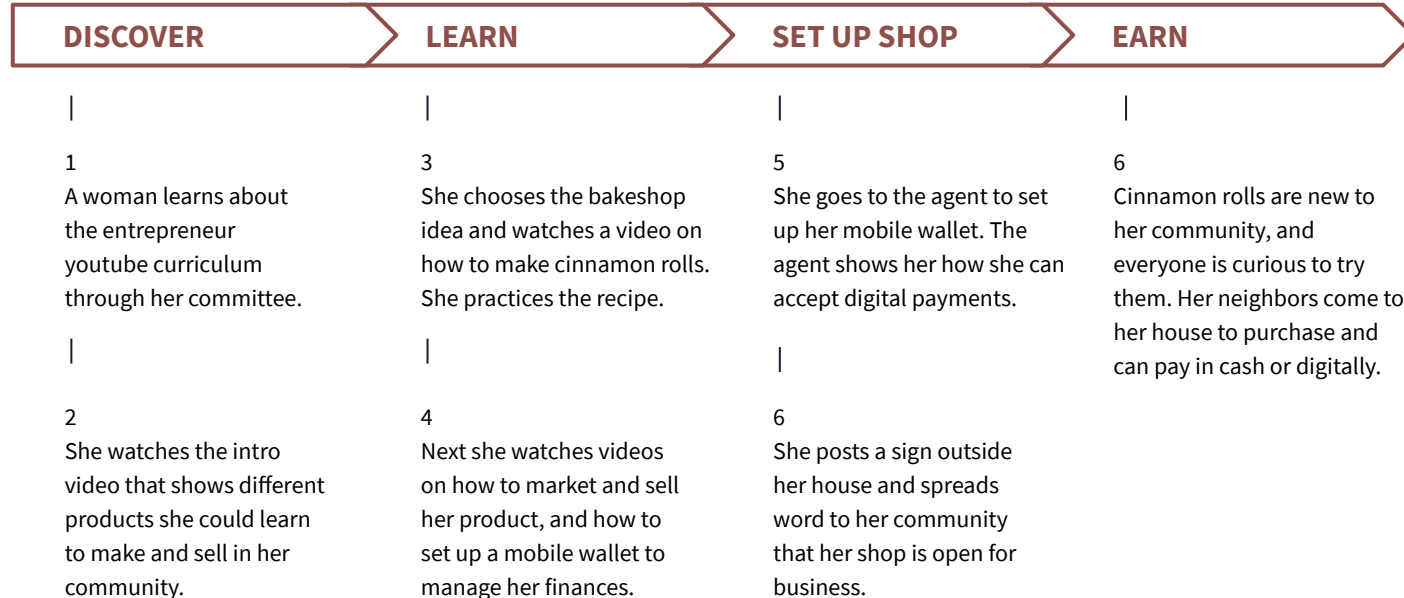 DISCOVER
LEARN
SET UP SHOP
EARN
1
A woman learns about
the entrepreneur
youtube curriculum
through her committee.
2
She watches the intro
video that shows different
products she could learn
to make and sell in her
community.
3
She chooses the bakeshop
idea and watches a video on
how to make cinnamon rolls.
She practices the recipe.
4
Next she watches videos
on how to market and sell
her product, and how to
set up a mobile wallet to
manage her finances.
5
She goes to the agent to set
up her mobile wallet. The
agent shows her how she can
accept digital payments.
6
She posts a sign outside
her house and spreads
word to her community
that her shop is open for
business.
6
Cinnamon rolls are new to
her community, and
everyone is curious to try
them. Her neighbors come to
her house to purchase and
can pay in cash or digitally.